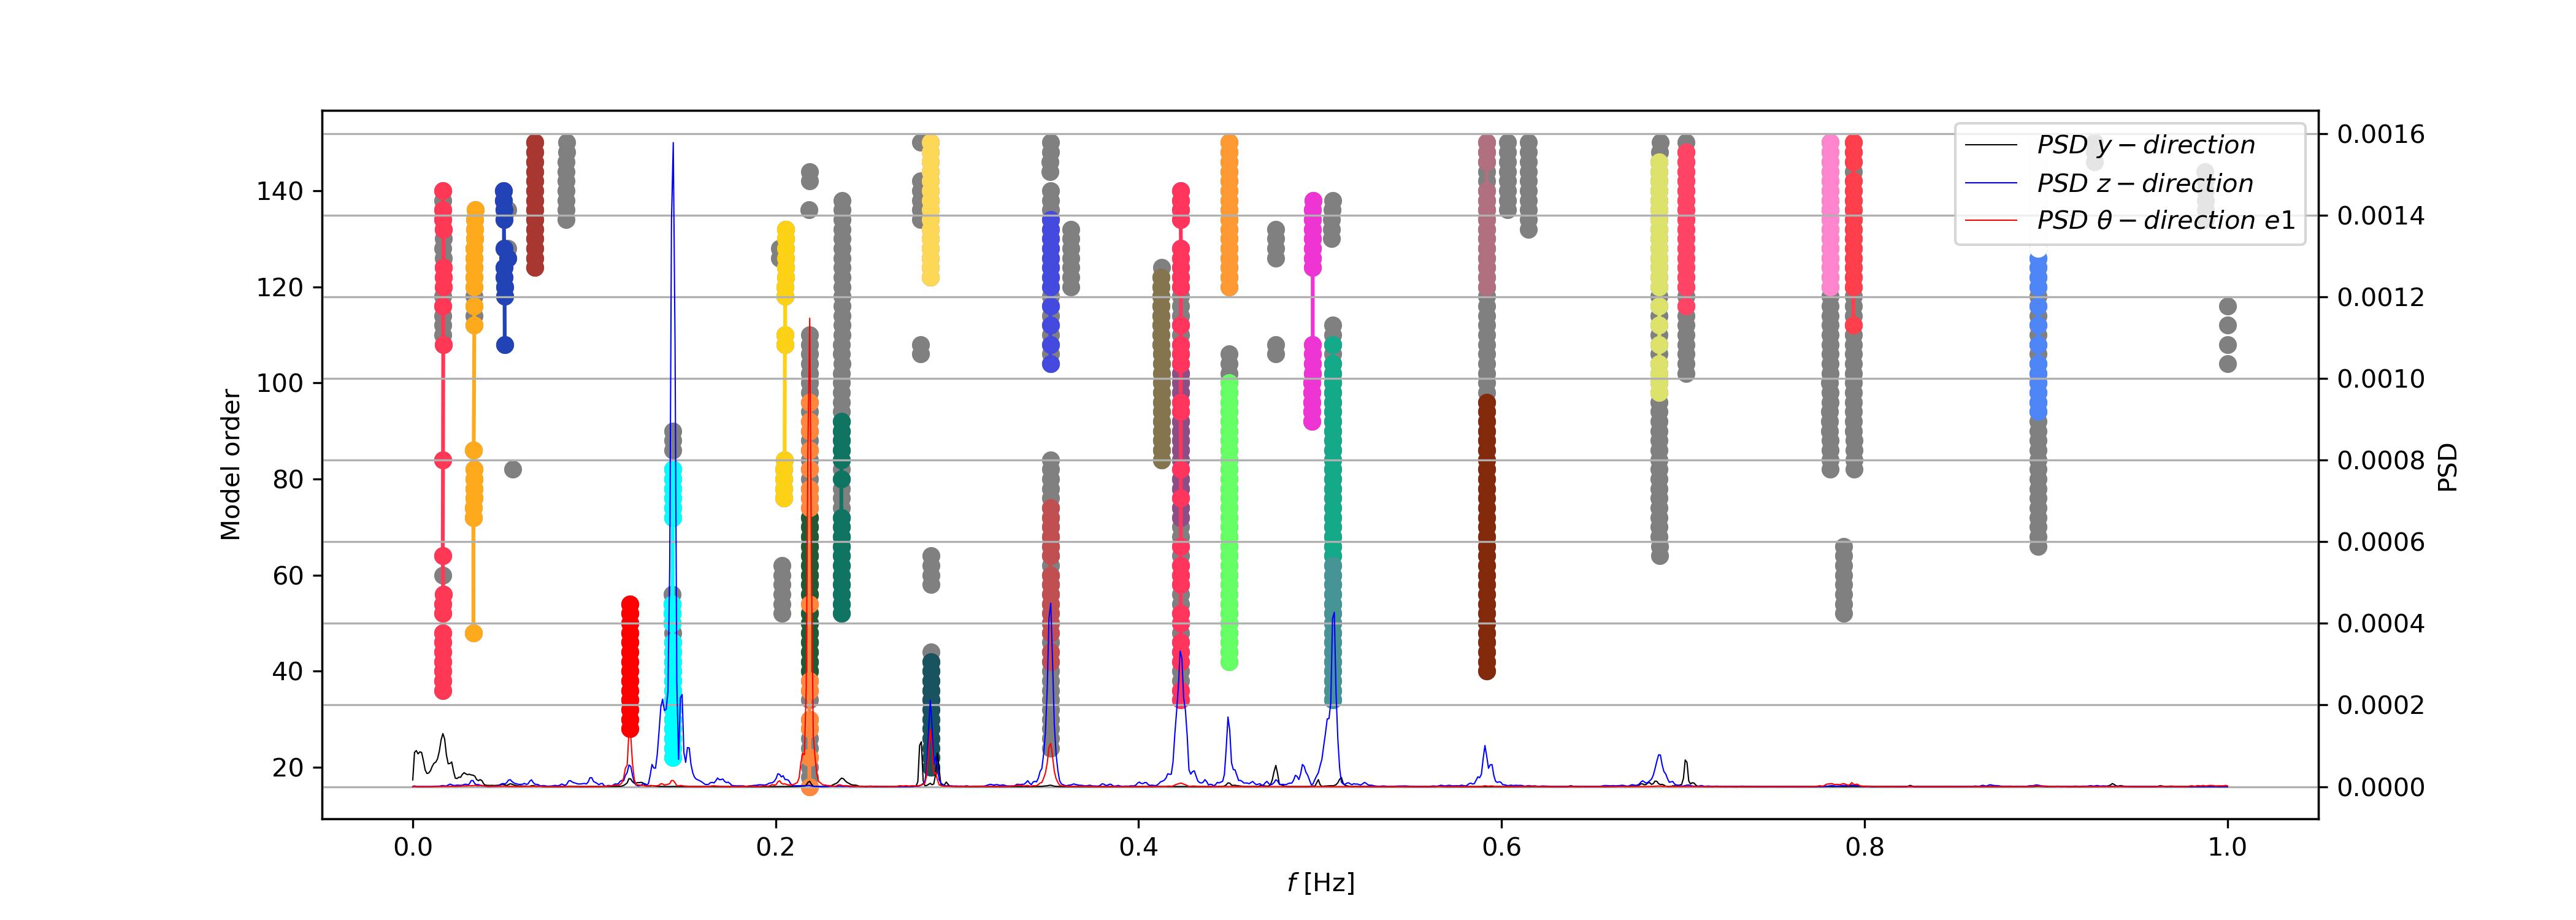 PSD y − direction
PSD z − direction
PSD θ − direction e1
140
120
100
80
60
40
20
Model order
0.0016
0.0014
0.0012
0.0010
0.0008
0.0006
0.0004
0.0002
0.0000
PSD
0.0 0.2 0.4 0.6 0.8 1.0
f [Hz]